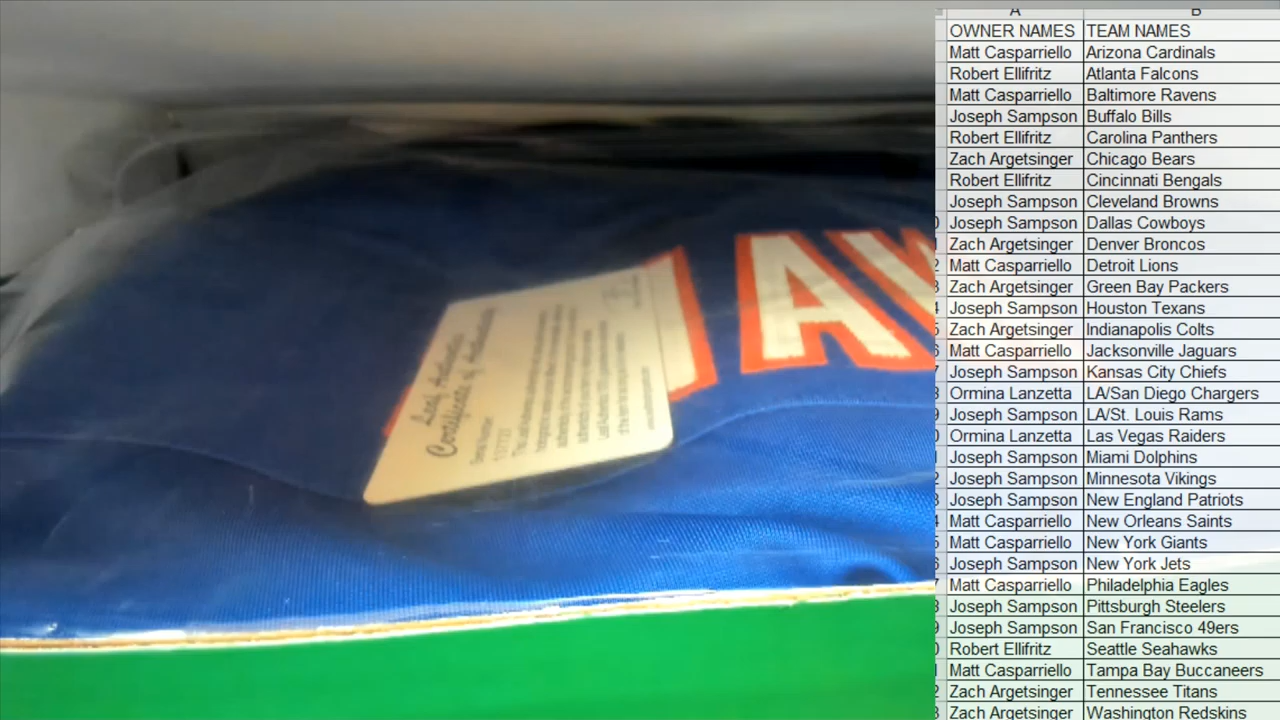 A B
OWNER NAMES TEAM NAMES
Matt Casparriello Arizona Cardinals
Robert Ellifritz Atlanta Falcons
Matt Casparriello Baltimore Ravens
Joseph Sampson Buffalo Bills
Robert Ellifritz Carolina Panthers
Zach Argetsinger Chicago Bears
Robert Ellifritz Cincinnati Bengals
Joseph Sampson Cleveland Browns
Joseph Sampson Dallas Cowboys
Zach Argetsinger Denver Broncos
Matt Casparriello Detroit Lions
Zach Argetsinger Green Bay Packers
Joseph Sampson Houston Texans
Zach Argetsinger Indianapolis Colts
Matt Casparriello Jacksonville Jaguars
Joseph Sampson Kansas City Chiefs
Ormina Lanzetta LA/San Diego Chargers
Joseph Sampson LA/St. Louis Rams
Ormina Lanzetta Las Vegas Raiders
Joseph Sampson Miami Dolphins
Joseph Sampson Minnesota Vikings
Joseph Sampson New England Patriots
Matt Casparriello New Orleans Saints
Matt Casparriello New York Giants
Joseph Sampson New York Jets
Matt Casparriello Philadelphia Eagles
Joseph Sampson Pittsburgh Steelers
Joseph Sampson San Francisco 49ers
Robert Ellifritz Seattle Seahawks
Matt Casparriello Tampa Bay Buccaneers
Zach Argetsinger Tennessee Titans
Zach Argetsinger Washington Redskins
AW
Certificate of